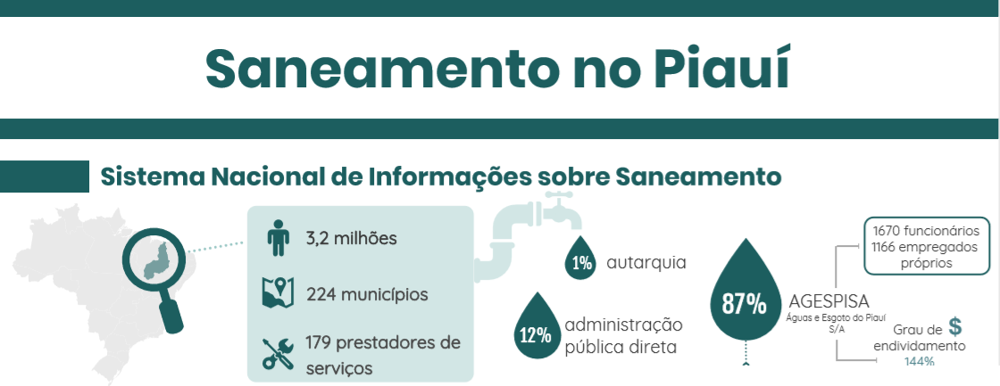 Saneamento no Piauí
Sistema Nacional de Informações sobre Saneamento
3,2 milhões
224 municípios
179 prestadores de
serviços
1%
autarquia
12%
administração
pública direta
87%
AGESPISA
Águas e Esgoto do Piauí
S/A
1670 funcionários
1166 empregados
próprios
Grau de $
endividamento
144%